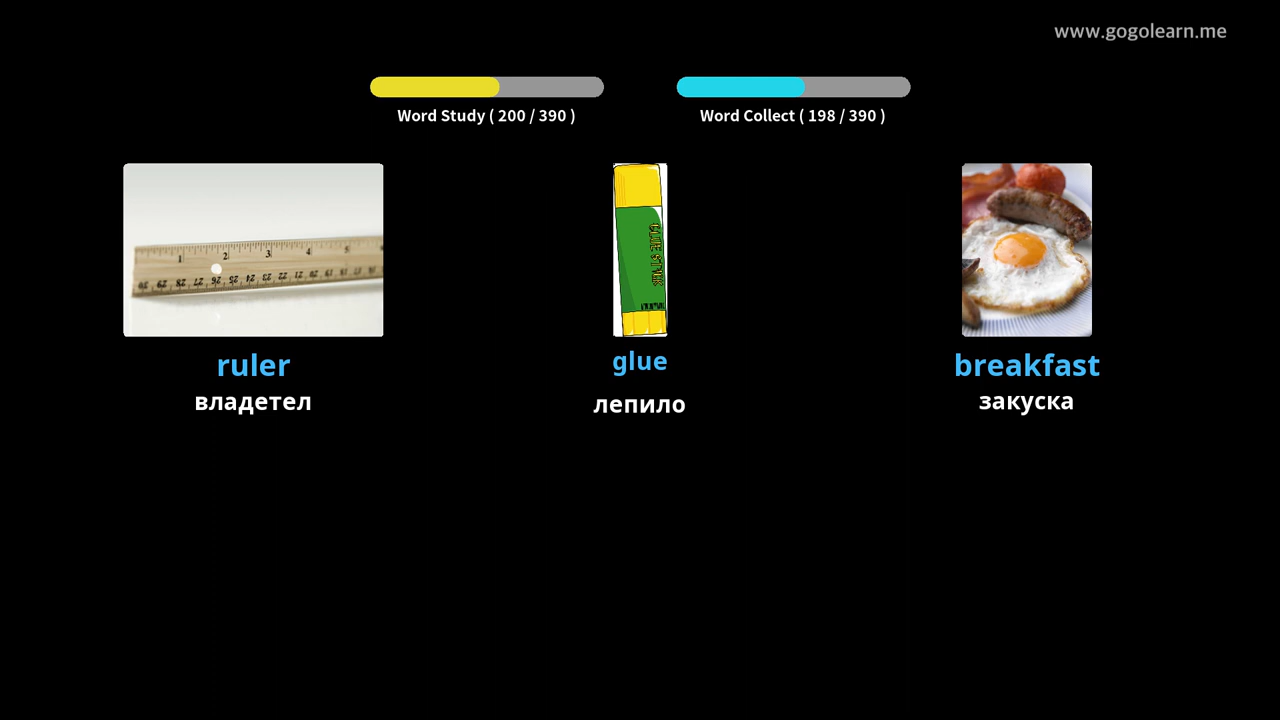 www.gogolearn.me
Word Study ( 200 / 390 )
Word Collect ( 198 / 390 )
ruler
glue
breakfast
владетел
лепило
закуска